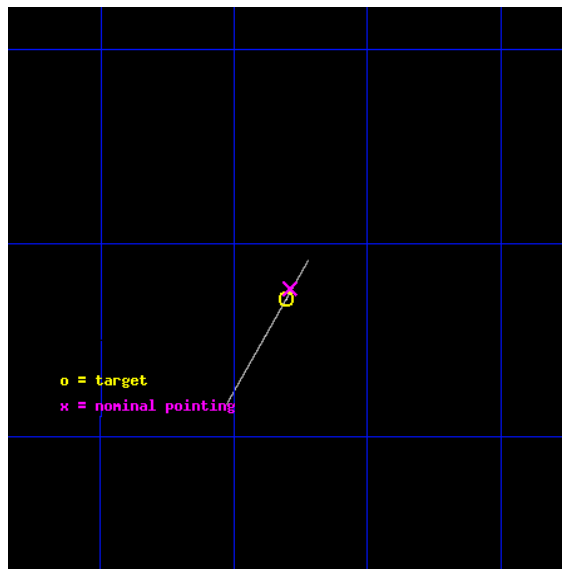 o = target
x = nominal pointing